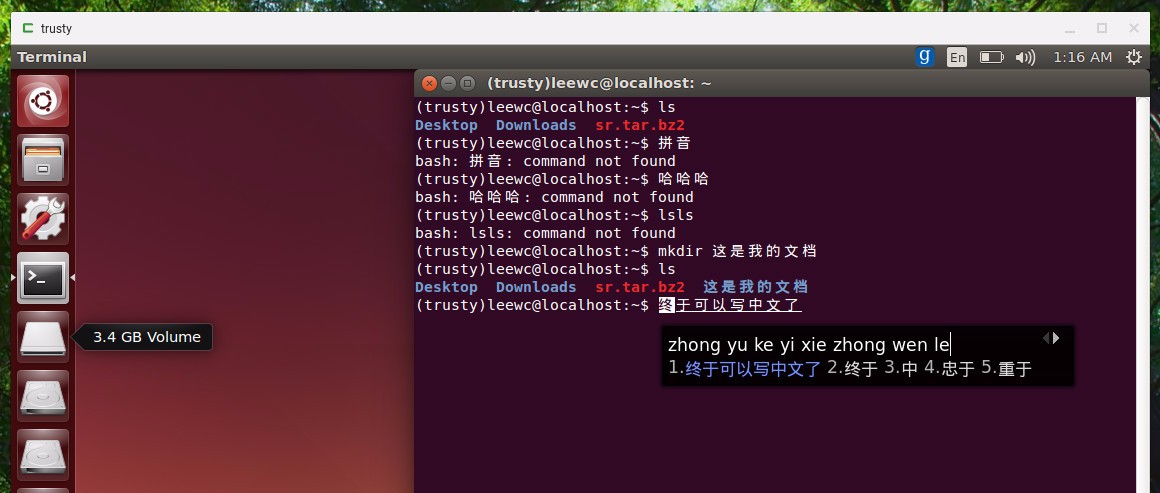 trusty
Terminal
g En 1:16 AM
(trusty)leewc@localhost: ~
(trusty)leewc@localhost:~$ ls
Desktop  Downloads  sr.tar.bz2
(trusty)leewc@localhost:~$ 拼音
bash: 拼音: command not found
(trusty)leewc@localhost:~$ 哈哈哈
bash: 哈哈哈: command not found
(trusty)leewc@localhost:~$ lsls
bash: lsls: command not found
(trusty)leewc@localhost:~$ mkdir 这是我的文档
(trusty)leewc@localhost:~$ ls
Desktop  Downloads  sr.tar.bz2  这是我的文档
(trusty)leewc@localhost:~$ 终于可以写中文了
3.4 GB Volume
zhong yu ke yi xie zhong wen le
1.终于可以写中文了 2.终于 3.中 4.忠于 5.重于